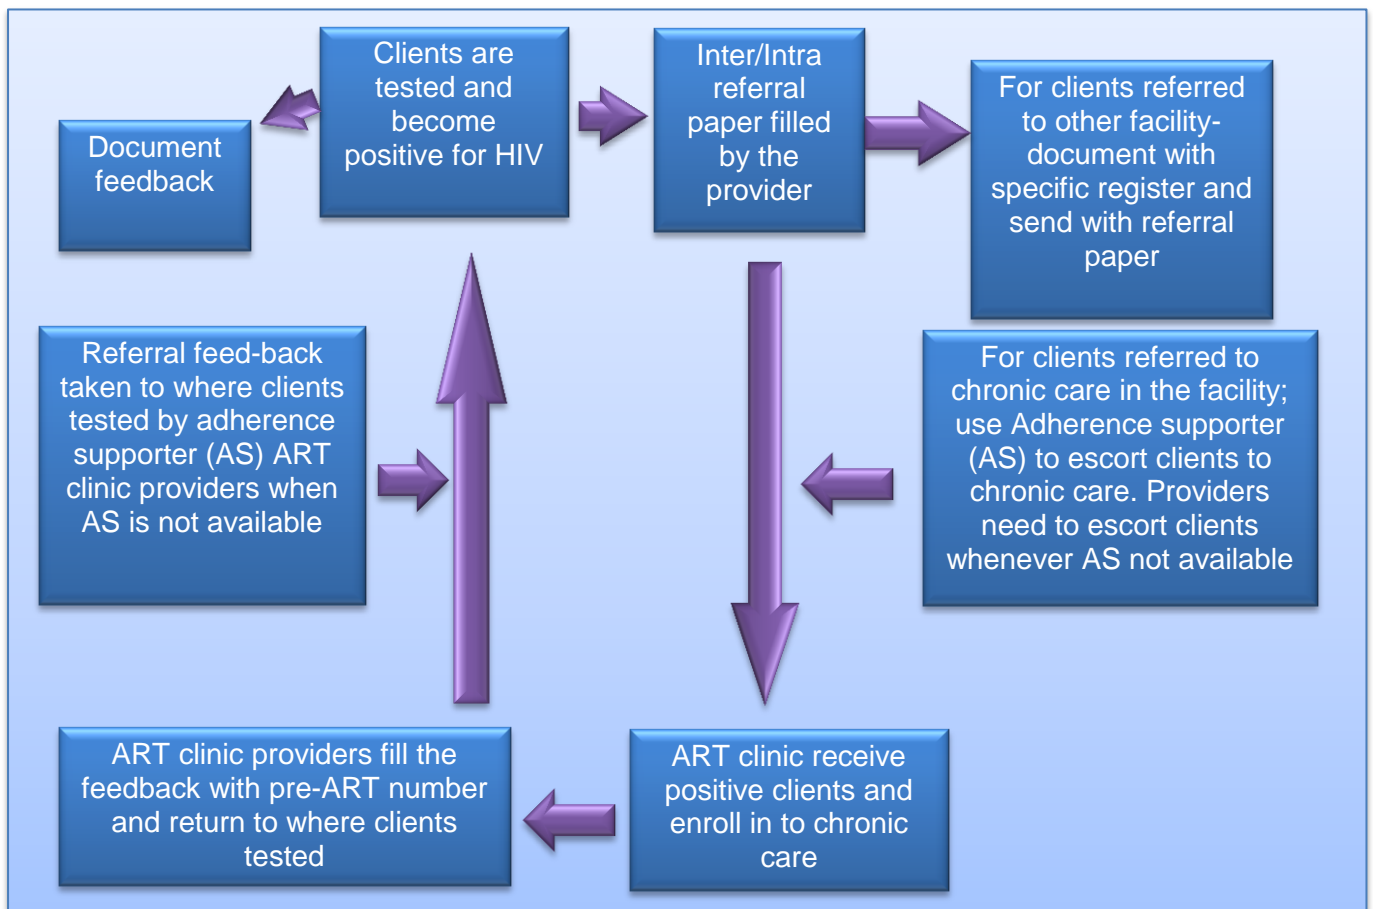 Clients are
tested and
become
positive for HIV
Inter/Intra
referral
paper filled
by the
provider
For clients referred
to other facility-
document with
specific register and
send with referral
paper
Document
feedback
Referral feed-back
taken to where clients
tested by adherence
supporter (AS) ART
clinic providers when
AS is not available
For clients referred to
chronic care in the facility;
use Adherence supporter
(AS) to escort clients to
chronic care. Providers
need to escort clients
whenever AS not available
ART clinic providers fill the
feedback with pre-ART number
and return to where clients
tested
ART clinic receive
positive clients and
enroll in to chronic
care